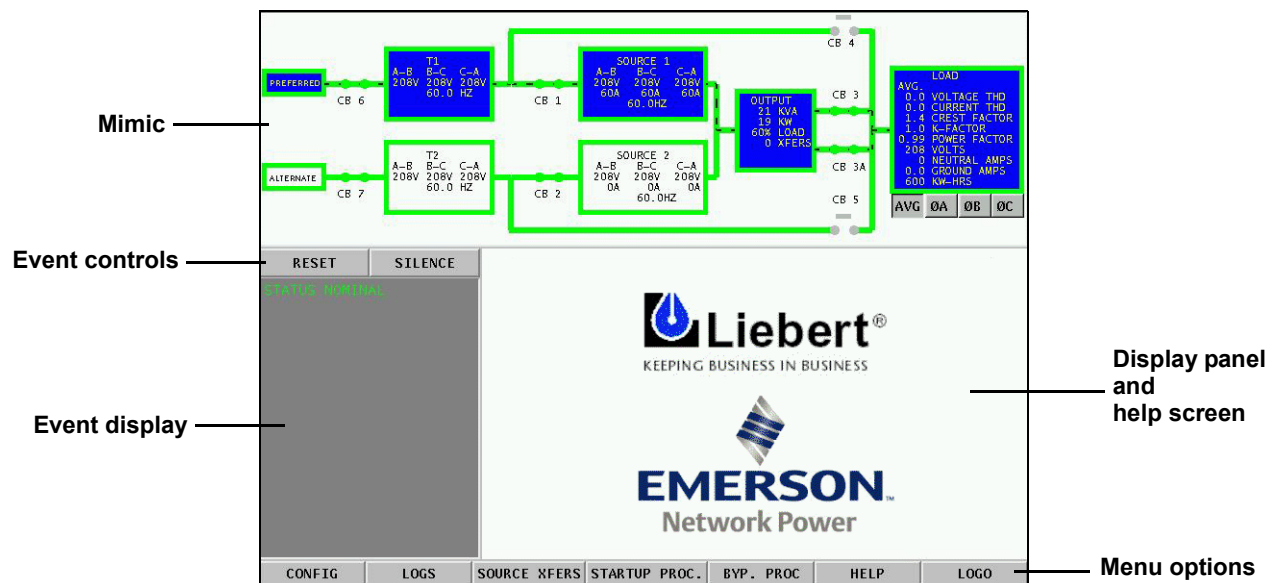 CB 4
T1
A-B B-C C-A
208V 208V 208V
60.0 HZ
SOURCE 1
A-B B-C C-A
208V 208V 208V
60A 60A 60A
60.0HZ
LOAD
AVG.
0.0 VOLTAGE THD
0.0 CURRENT THD
1.4 CREST FACTOR
1.0 K-FACTOR
0.99 POWER FACTOR
208 VOLTS
0 NEUTRAL AMPS
0.0 GROUND AMPS
600 KW-HRS
PREFERRED
CB 6
CB 1
OUTPUT
21 KVA
19 KW
60% LOAD
0 XFERS
CB 3
Mimic
T2
A-B B-C C-A
208V 208V 208V
60.0 HZ
SOURCE 2
A-B B-C C-A
208V 208V 208V
0A 0A 0A
60.0HZ
CB 3A
ALTERNATE
CB 7
CB 2
CB 5
AVG ØA ØB ØC
Event controls
RESET SILENCE
STATUS NOMINAL
Liebert®
KEEPING BUSINESS IN BUSINESS
Display panel
and
help screen
Event display
EMERSON™
Network Power
CONFIG LOGS SOURCE XFERS STARTUP PROC. BYP. PROC HELP LOGO
Menu options